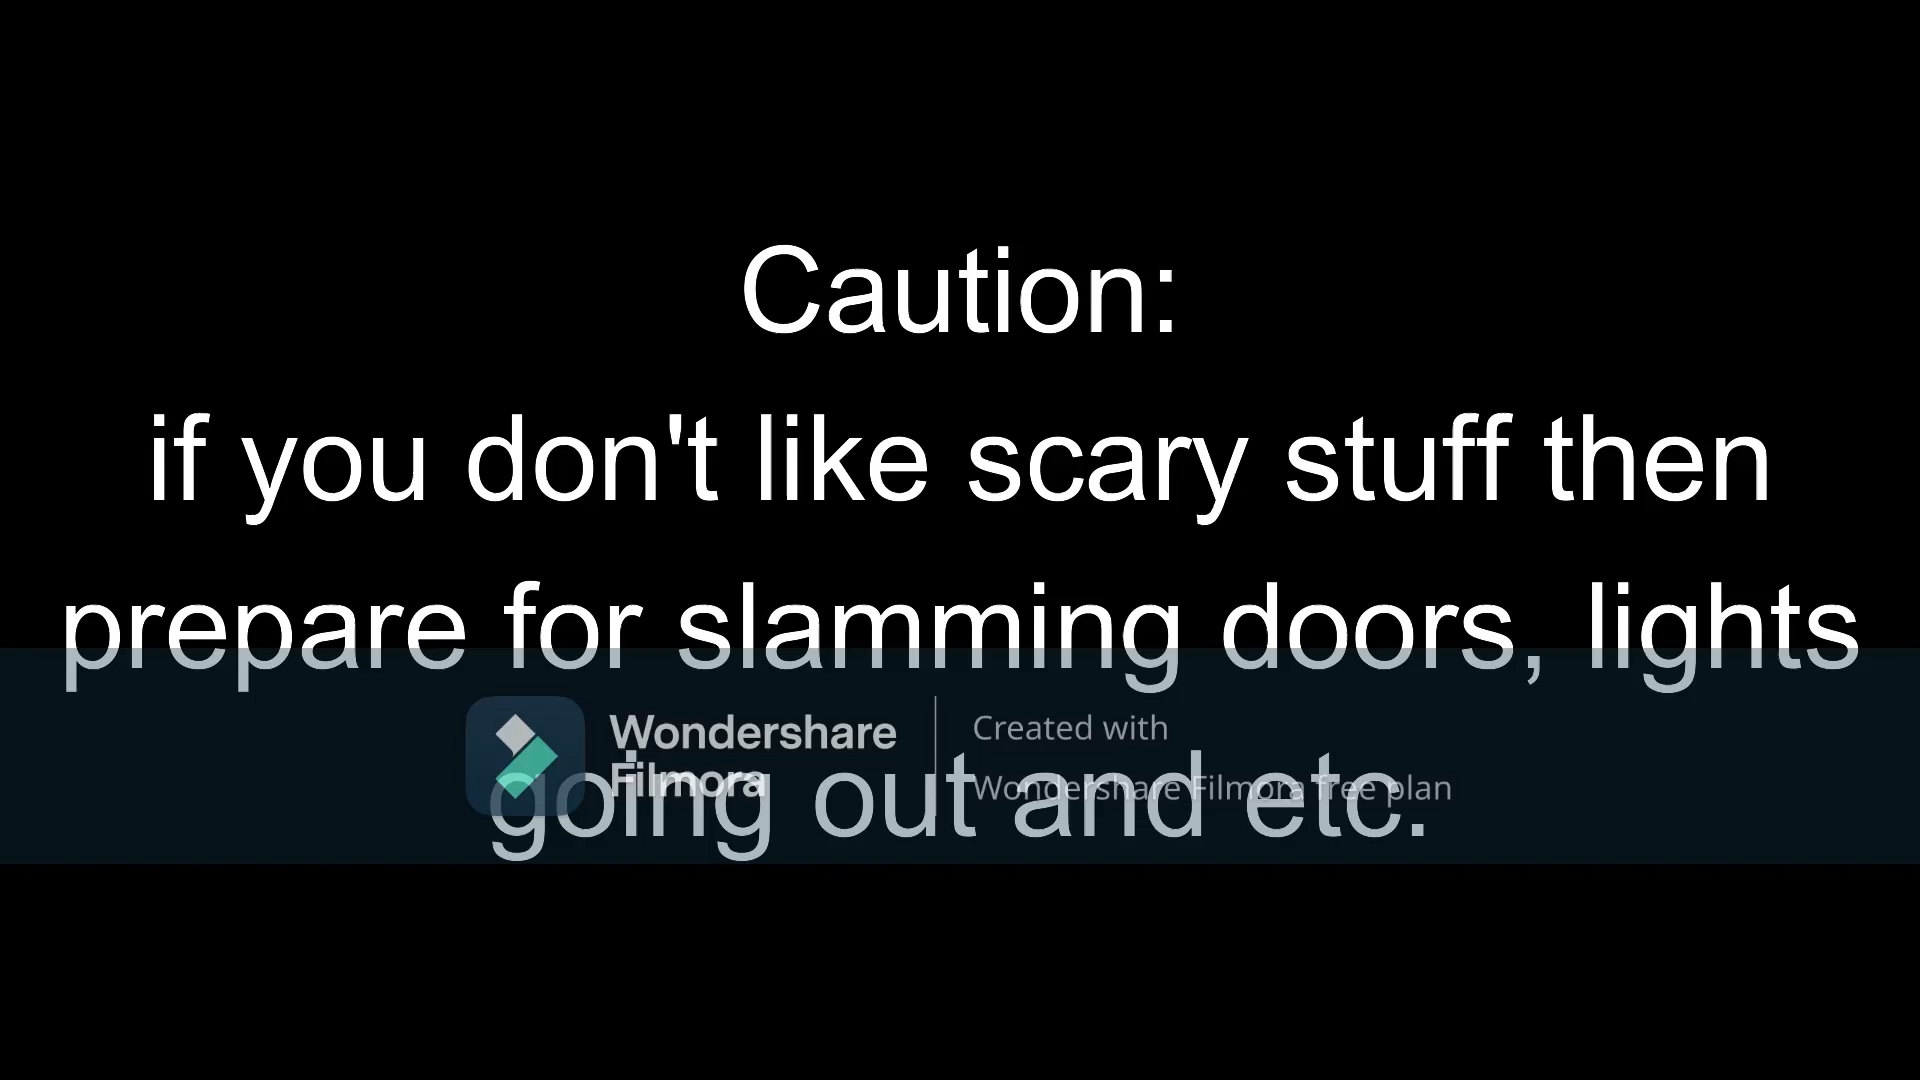 Caution:
if you don't like scary stuff then
prepare for slamming doors, lights
going out and etc.
Wondershare
Filmora
Created with
Wondershare Filmora free plan